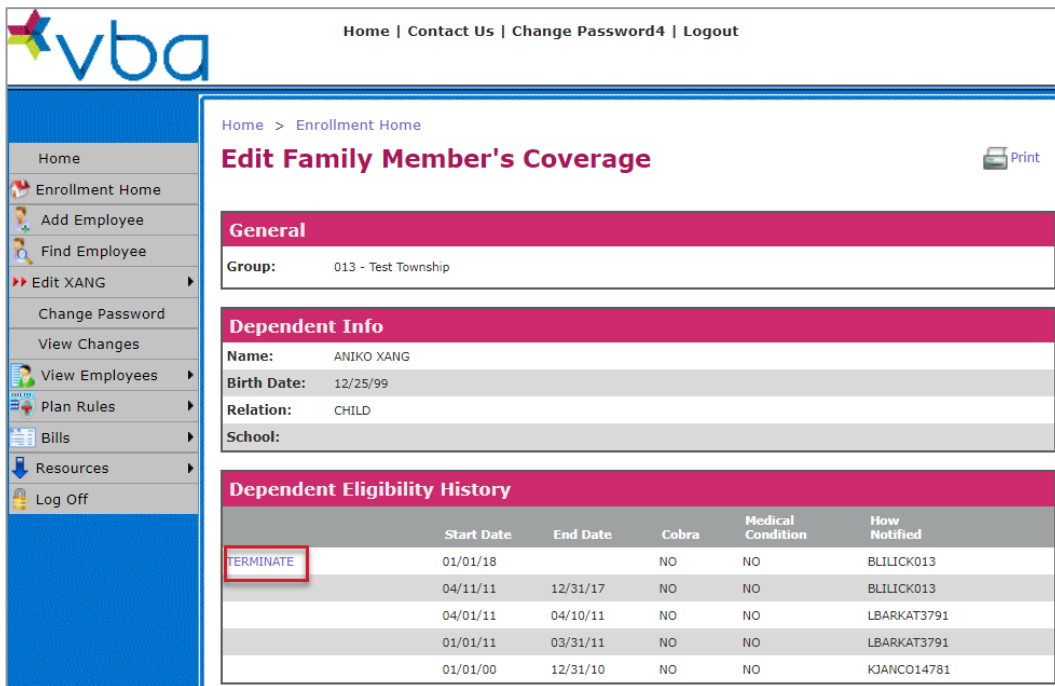 vba
Home | Contact Us | Change Password4 | Logout
Home > Enrollment Home
Edit Family Member's Coverage
Print
Home
Enrollment Home
Add Employee
Find Employee
Edit XANG
Change Password
View Changes
View Employees
Plan Rules
Bills
Resources
Log Off
General
Group: 013 - Test Township
Dependent Info
Name: ANIKO XANG
Birth Date: 12/25/99
Relation: CHILD
School:
Dependent Eligibility History
Start Date End Date Cobra Medical Condition How Notified
TERMINATE 01/01/18 NO NO BLILICK013
04/11/11 12/31/17 NO NO BLILICK013
04/01/11 04/10/11 NO NO LBARKAT3791
01/01/11 03/31/11 NO NO LBARKAT3791
01/01/00 12/31/10 NO NO KJANCO14781